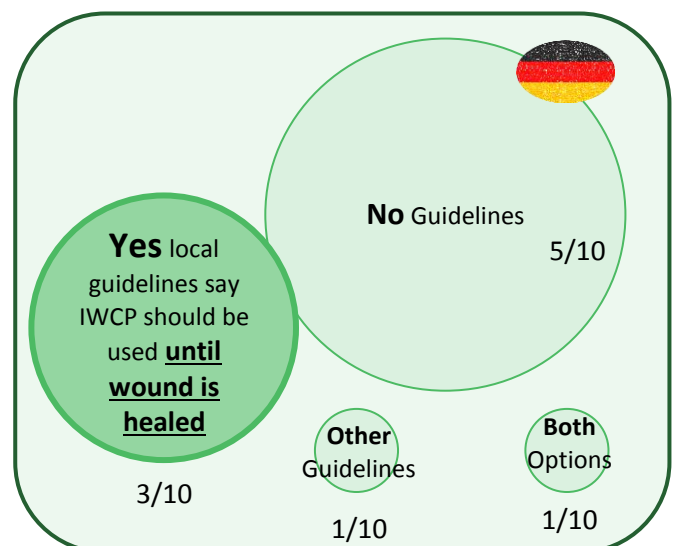 No Guidelines
5/10
Yes local
guidelines say
IWCP should be
used until
wound is
healed
3/10
Other
Guidelines
1/10
Both
Options
1/10